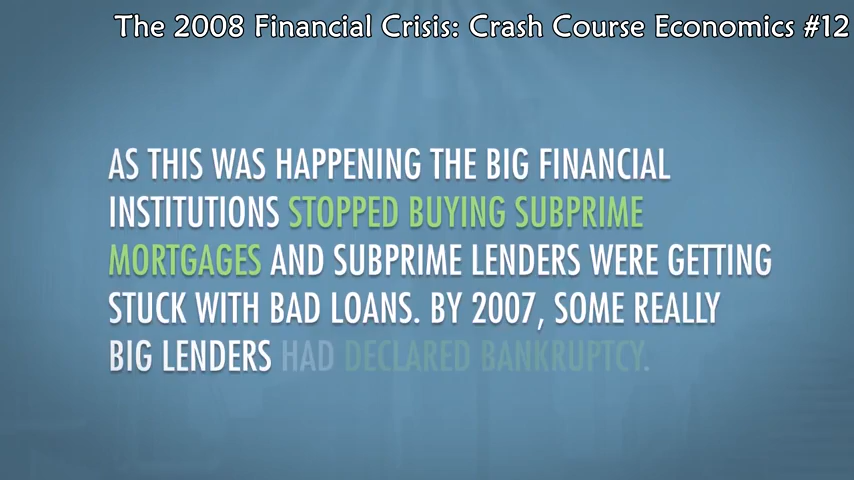 The 2008 Financial Crisis: Crash Course Economics #12
AS THIS WAS HAPPENING THE BIG FINANCIAL
INSTITUTIONS STOPPED BUYING SUBPRIME
MORTGAGES AND SUBPRIME LENDERS WERE GETTING
STUCK WITH BAD LOANS. BY 2007, SOME REALLY
BIG LENDERS HAD DECLARED BANKRUPTCY.